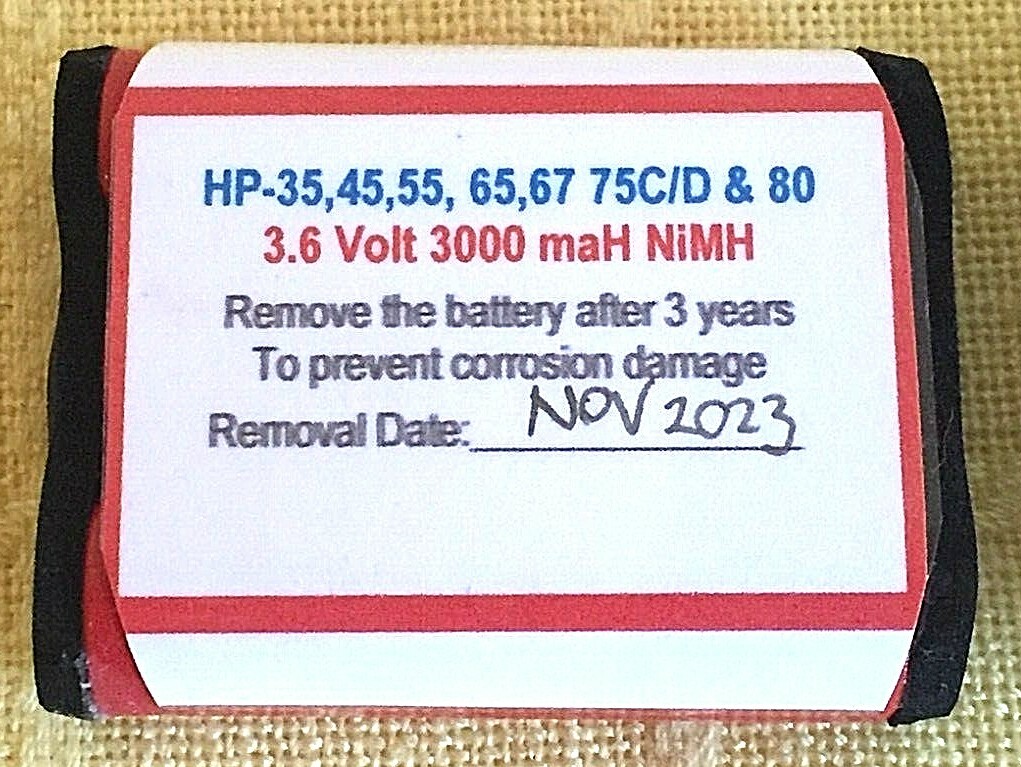 HP-35,45,55, 65,67 75C/D & 80
3.6 Volt 3000 maH NiMH
Remove the battery after 3 years
To prevent corrosion damage
Removal Date: NOV 2023